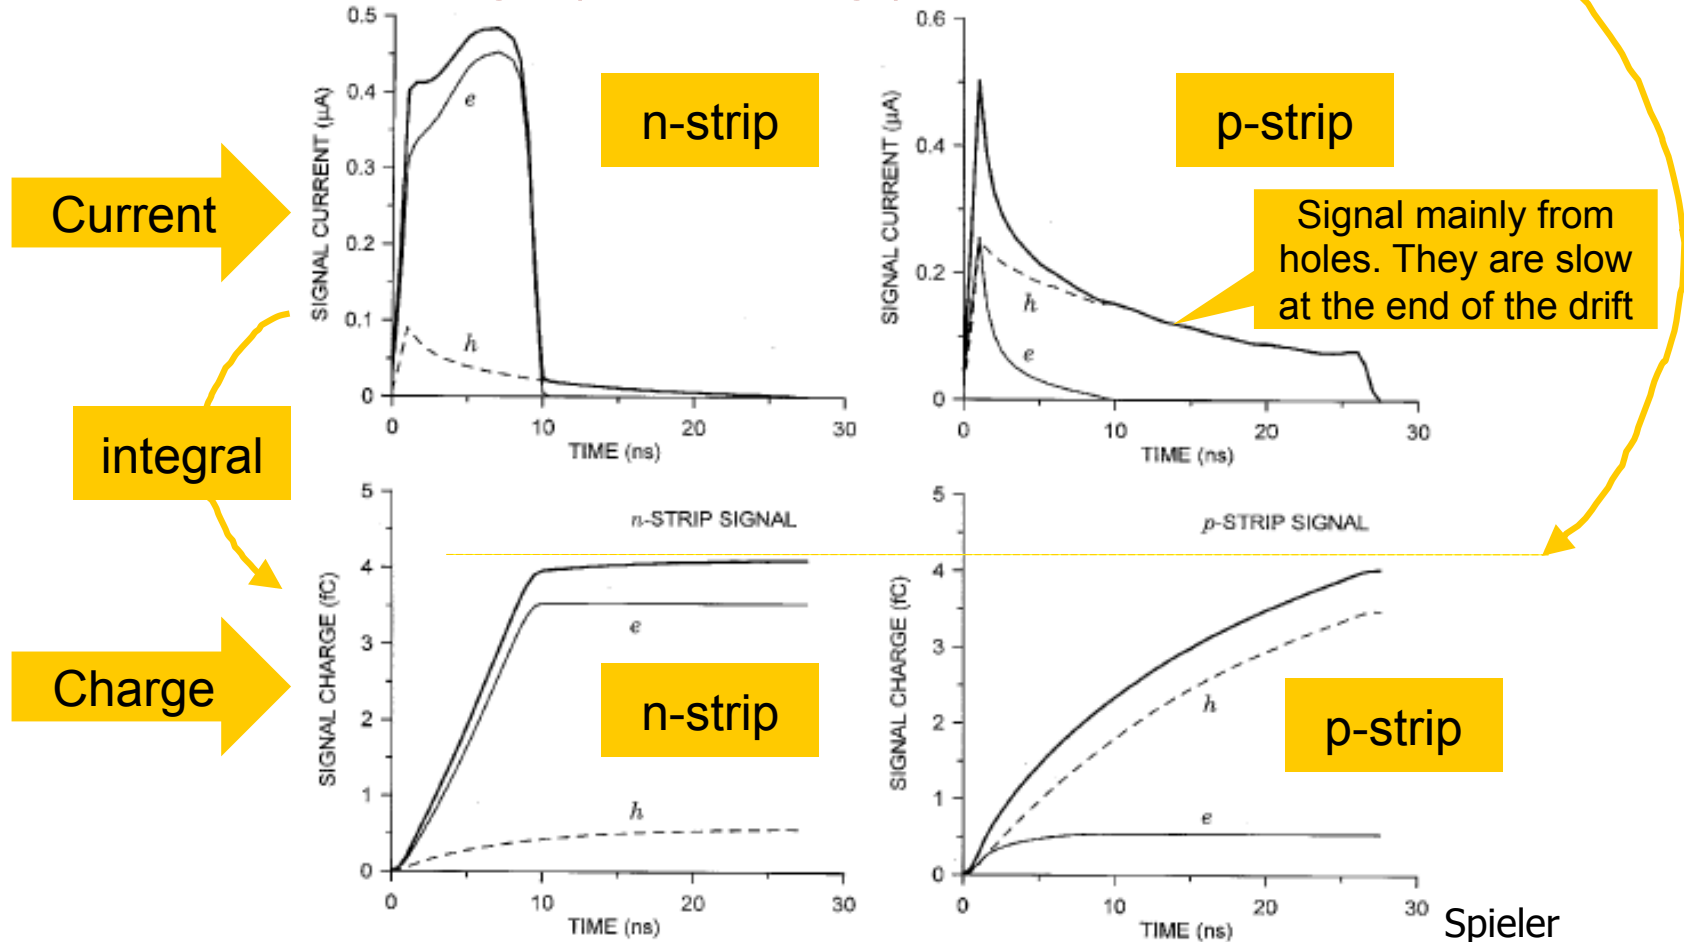 0.5
0.4
0.3
0.2
0.1
0
SIGNAL CURRENT (µA)
e
h
n-strip
0
10
20
30
TIME (ns)
0.6
0.4
0.2
0
SIGNAL CURRENT (µA)
p-strip
Signal mainly from
holes. They are slow
at the end of the drift
h
e
0
10
20
30
TIME (ns)
Current
integral
Charge
5
4
3
2
1
0
SIGNAL CHARGE (fC)
n-STRIP SIGNAL
e
n-strip
h
0
10
20
30
TIME (ns)
5
4
3
2
1
0
SIGNAL CHARGE (fC)
p-STRIP SIGNAL
h
p-strip
e
0
10
20
30
TIME (ns)
Spieler